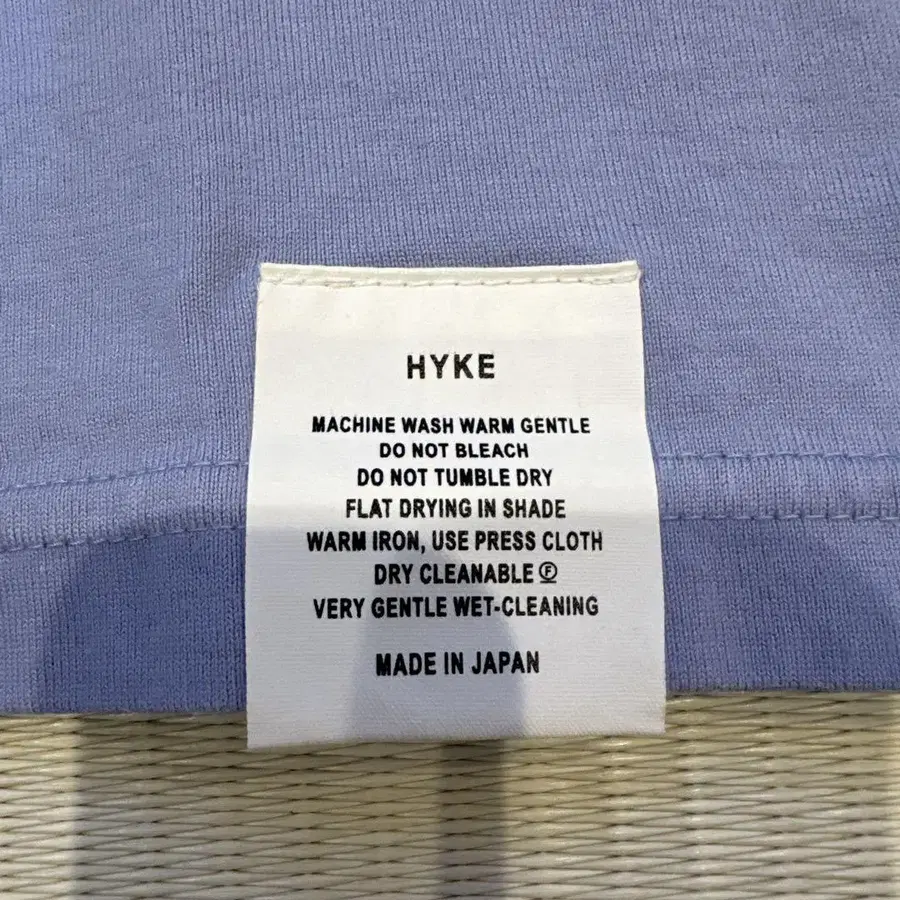 HYKE
MACHINE WASH WARM GENTLE
DO NOT BLEACH
DO NOT TUMBLE DRY
FLAT DRYING IN SHADE
WARM IRON, USE PRESS CLOTH
DRY CLEANABLE Ⓕ
VERY GENTLE WET-CLEANING
MADE IN JAPAN